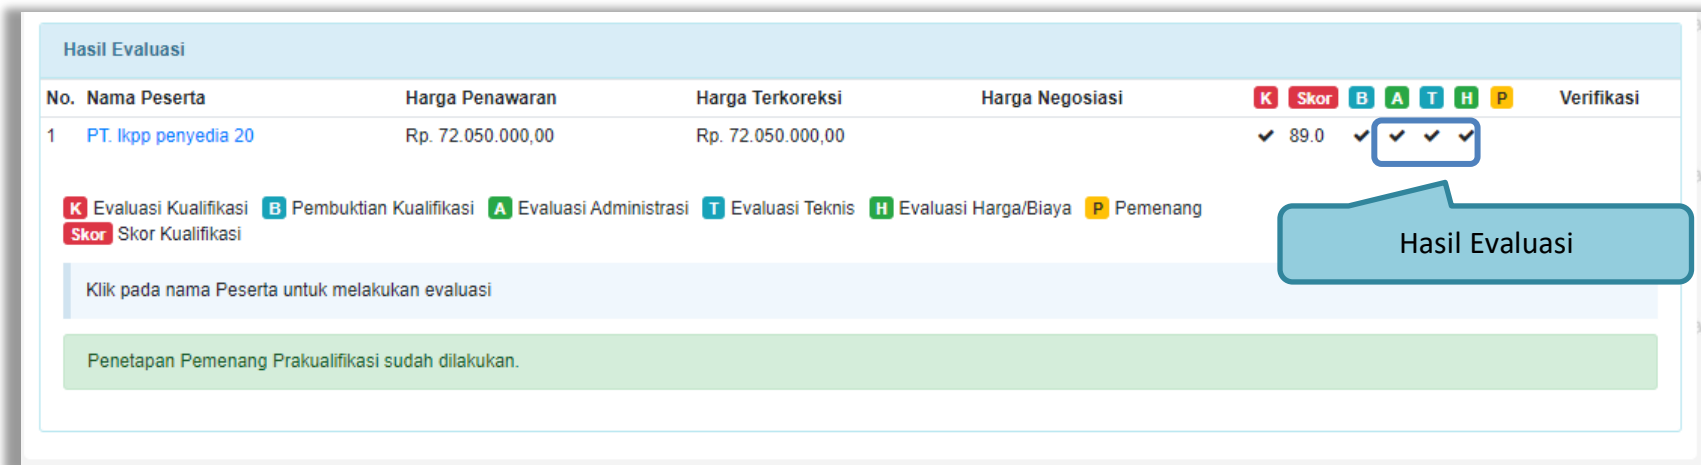 Hasil Evaluasi
No. Nama Peserta Harga Penawaran Harga Terkoreksi Harga Negosiasi K Skor B A T H P Verifikasi
1 PT. lkpp penyedia 20 Rp. 72.050.000,00 Rp. 72.050.000,00 ✔ 89.0 ✔ ✔ ✔ ✔
K Evaluasi Kualifikasi B Pembuktian Kualifikasi A Evaluasi Administrasi T Evaluasi Teknis H Evaluasi Harga/Biaya P Pemenang
Skor Skor Kualifikasi
Hasil Evaluasi
Klik pada nama Peserta untuk melakukan evaluasi
Penetapan Pemenang Prakualifikasi sudah dilakukan.